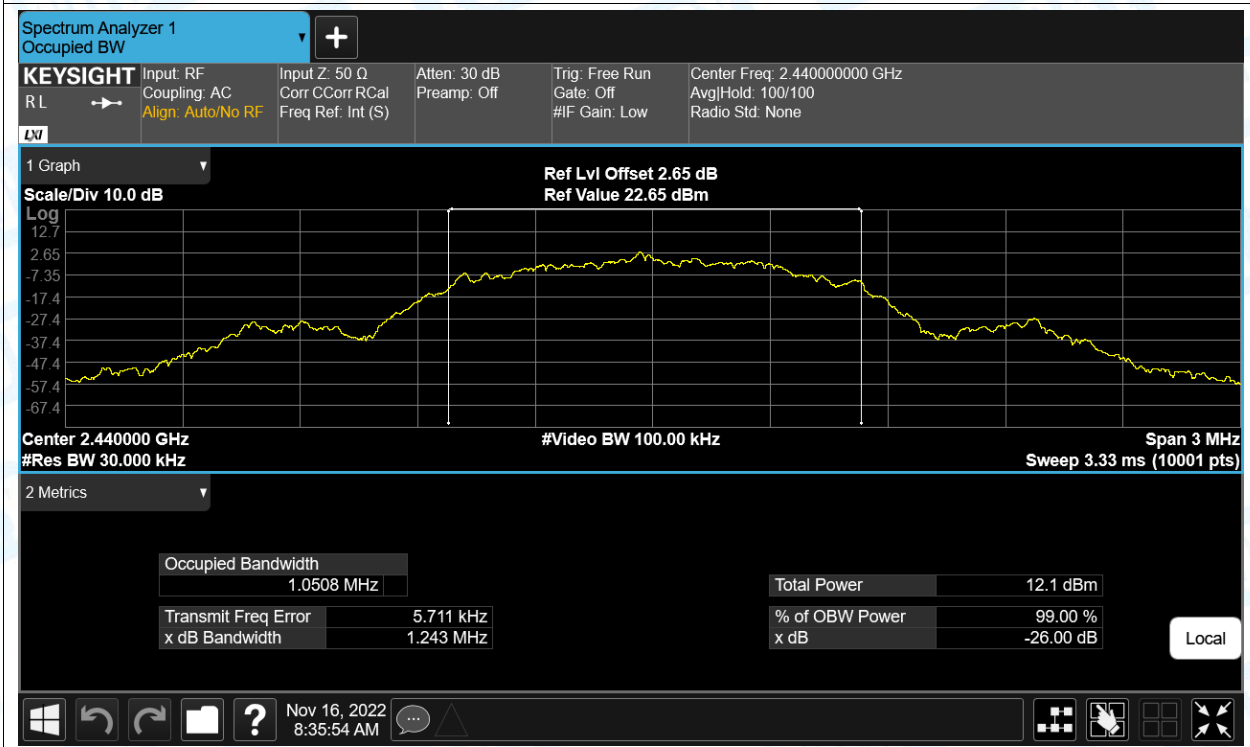 Spectrum Analyzer 1
Occupied BW
KEYSIGHT
R L
LXI
Input: RF
Coupling: AC
Align: Auto/No RF
Input Z: 50 Ω
Corr CCorr RCal
Freq Ref: Int (S)
Atten: 30 dB
Preamp: Off
Trig: Free Run
Gate: Off
#IF Gain: Low
Center Freq: 2.440000000 GHz
Avg|Hold: 100/100
Radio Std: None
1 Graph
Scale/Div 10.0 dB
Ref Lvl Offset 2.65 dB
Ref Value 22.65 dBm
Log
12.7
2.65
-7.35
-17.4
-27.4
-37.4
-47.4
-57.4
-67.4
Center 2.440000 GHz
#Video BW 100.00 kHz
Span 3 MHz
#Res BW 30.000 kHz
Sweep 3.33 ms (10001 pts)
2 Metrics
Occupied Bandwidth
1.0508 MHz
Total Power 12.1 dBm
Transmit Freq Error 5.711 kHz
% of OBW Power 99.00 %
x dB Bandwidth 1.243 MHz
x dB -26.00 dB
Local
?
Nov 16, 2022
8:35:54 AM